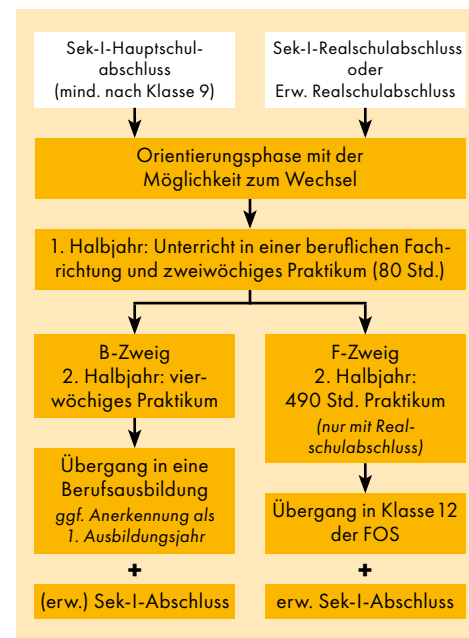 Sek-I-Hauptschul-
abschluss
(mind. nach Klasse 9)
Sek-I-Realschulabschluss
oder
Erw. Realschulabschluss
Orientierungsphase mit der
Möglichkeit zum Wechsel
1. Halbjahr: Unterricht in einer beruflichen Fach-
richtung und zweiwöchiges Praktikum (80 Std.)
B-Zweig
2. Halbjahr: vier-
wöchiges Praktikum
Übergang in eine
Berufsausbildung
ggf. Anerkennung als
1. Ausbildungsjahr
+
(erw.) Sek-I-Abschluss
F-Zweig
2. Halbjahr:
490 Std. Praktikum
(nur mit Real-
schulabschluss)
Übergang in Klasse 12
der FOS
+
erw. Sek-I-Abschluss